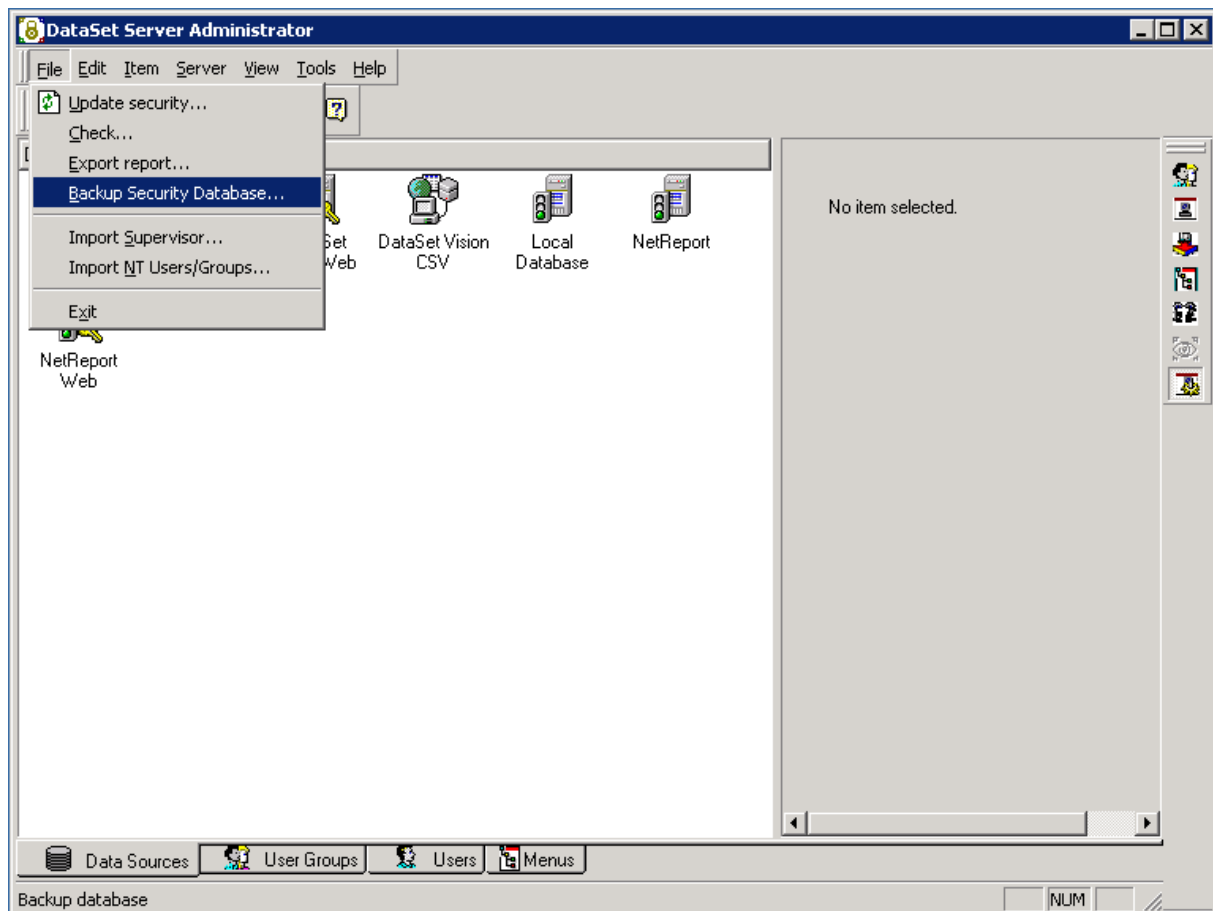 DataSet Server Administrator
File Edit Item Server View Tools Help
Update security...
Check...
Export report...
Backup Security Database...
Import Supervisor...
Import NT Users/Groups...
Exit
Set
Web
DataSet Vision
CSV
Local
Database
NetReport
NetReport
Web
No item selected.
Data Sources User Groups Users Menus
Backup database NUM